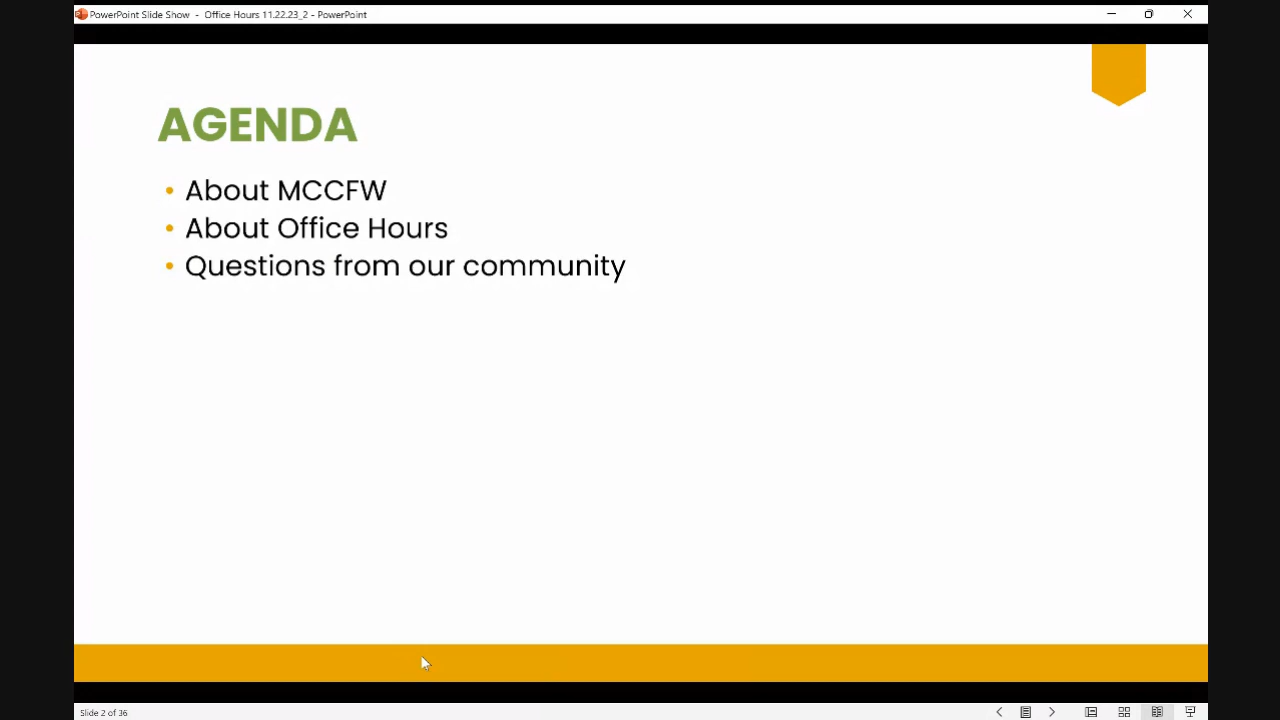 PowerPoint Slide Show - Office Hours 11.22.23_2 - PowerPoint
AGENDA
• About MCCFW
• About Office Hours
• Questions from our community
Slide 2 of 36